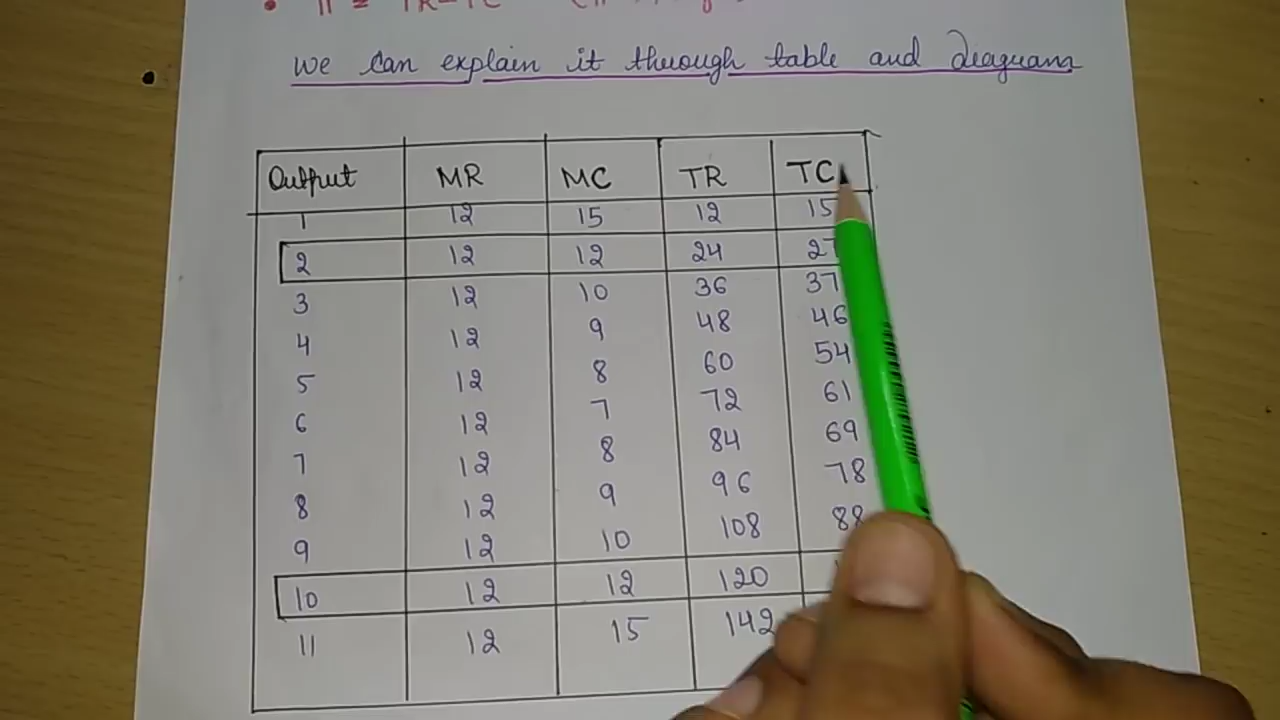 we can explain it through table and diagram
Output MR MC TR TC
1 12 15 12 15
2 12 12 24 27
3 12 10 36 37
4 12 9 48 46
5 12 8 60 54
6 12 7 72 61
7 12 8 84 69
8 12 9 96 78
9 12 10 108 88
10 12 12 120
11 12 15 142